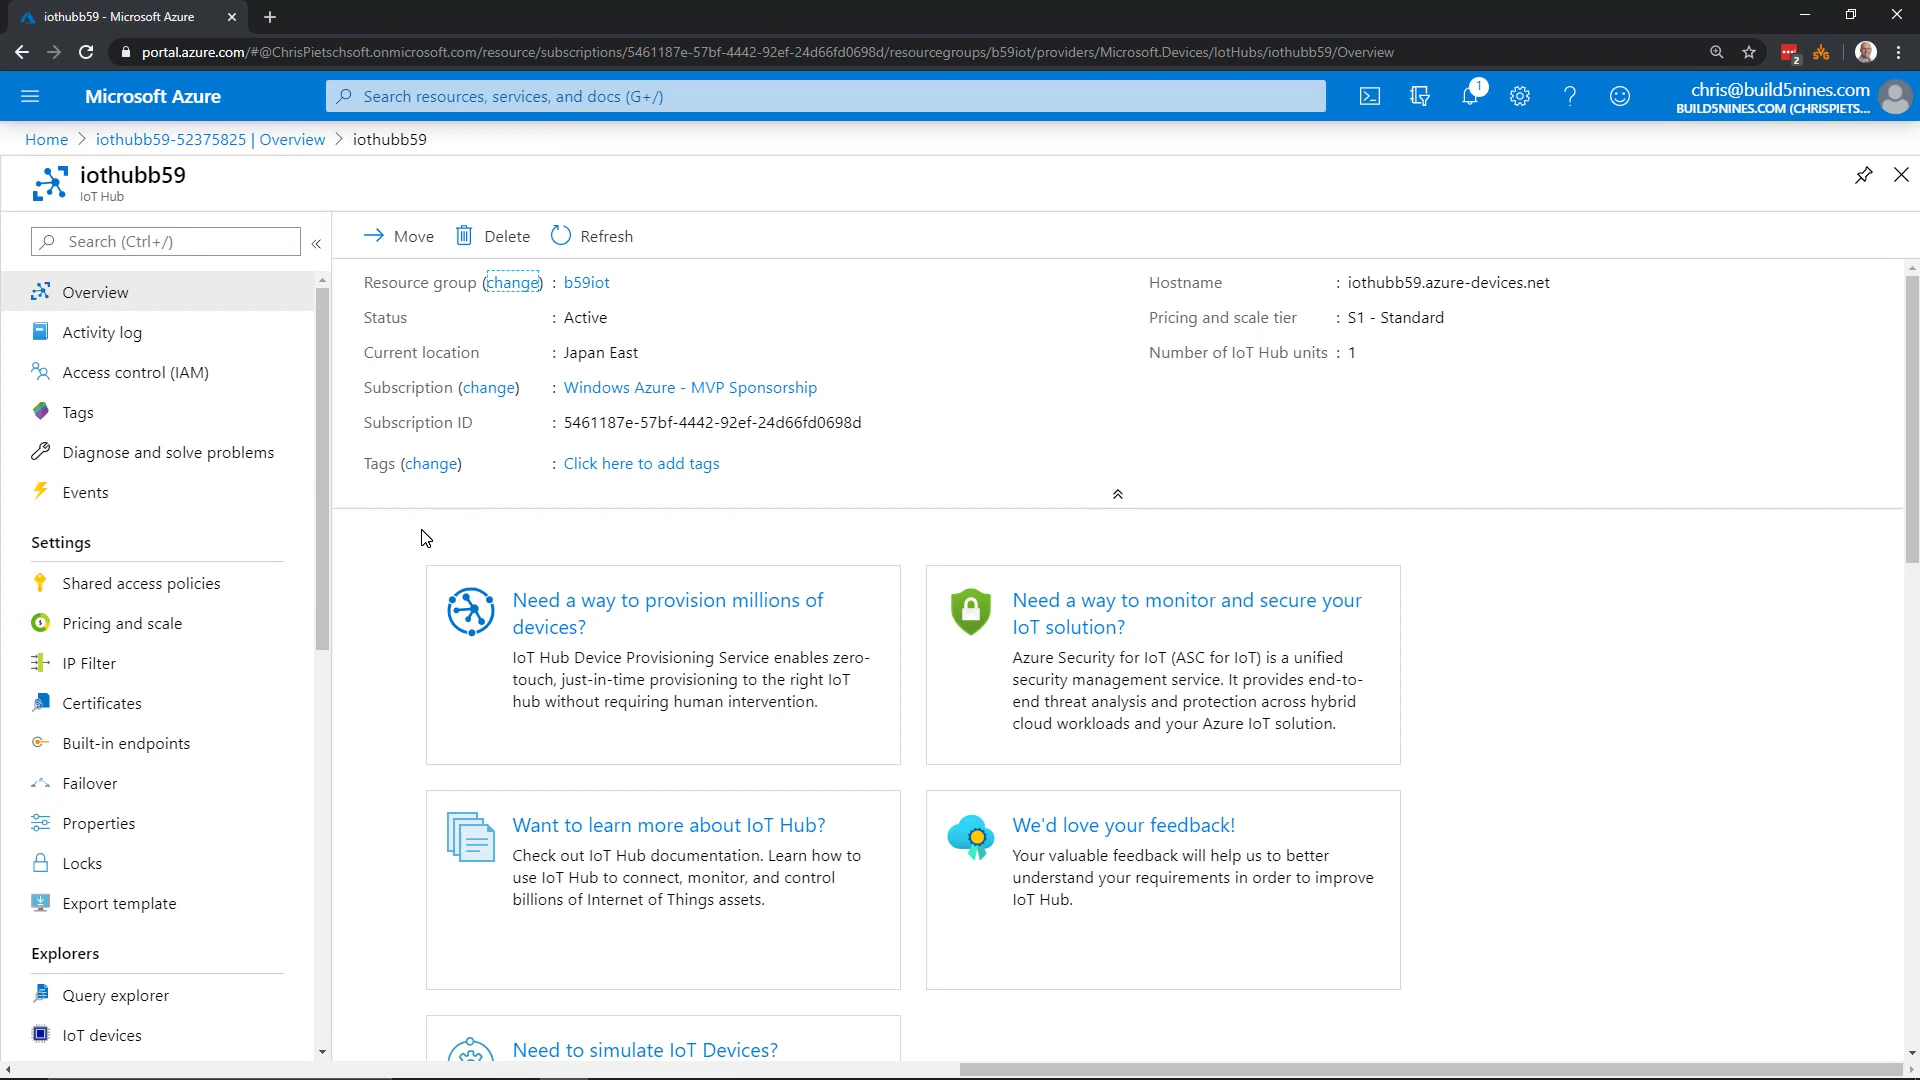 iothubb59 - Microsoft Azure
portal.azure.com/#@ChrisPietschsoft.onmicrosoft.com/resource/subscriptions/5461187e-57bf-4442-92ef-24d66fd0698d/resourcegroups/b59iot/providers/Microsoft.Devices/IotHubs/iothubb59/Overview
2
Microsoft Azure
Search resources, services, and docs (G+/)
1
chris@build5nines.com
BUILD5NINES.COM (CHRISPIETS...
Home > iothubb59-52375825 | Overview > iothubb59
iothubb59
IoT Hub
Search (Ctrl+/)
«
Overview
Activity log
Access control (IAM)
Tags
Diagnose and solve problems
Events
Settings
Shared access policies
Pricing and scale
IP Filter
Certificates
Built-in endpoints
Failover
Properties
Locks
Export template
Explorers
Query explorer
IoT devices
Move Delete Refresh
Resource group (change) : b59iot
Status : Active
Current location : Japan East
Subscription (change) : Windows Azure - MVP Sponsorship
Subscription ID : 5461187e-57bf-4442-92ef-24d66fd0698d
Tags (change) : Click here to add tags
Hostname : iothubb59.azure-devices.net
Pricing and scale tier : S1 - Standard
Number of IoT Hub units : 1
Need a way to provision millions of
devices?
IoT Hub Device Provisioning Service enables zero-
touch, just-in-time provisioning to the right IoT
hub without requiring human intervention.
Need a way to monitor and secure your
IoT solution?
Azure Security for IoT (ASC for IoT) is a unified
security management service. It provides end-to-
end threat analysis and protection across hybrid
cloud workloads and your Azure IoT solution.
Want to learn more about IoT Hub?
Check out IoT Hub documentation. Learn how to
use IoT Hub to connect, monitor, and control
billions of Internet of Things assets.
We'd love your feedback!
Your valuable feedback will help us to better
understand your requirements in order to improve
IoT Hub.
Need to simulate IoT Devices?